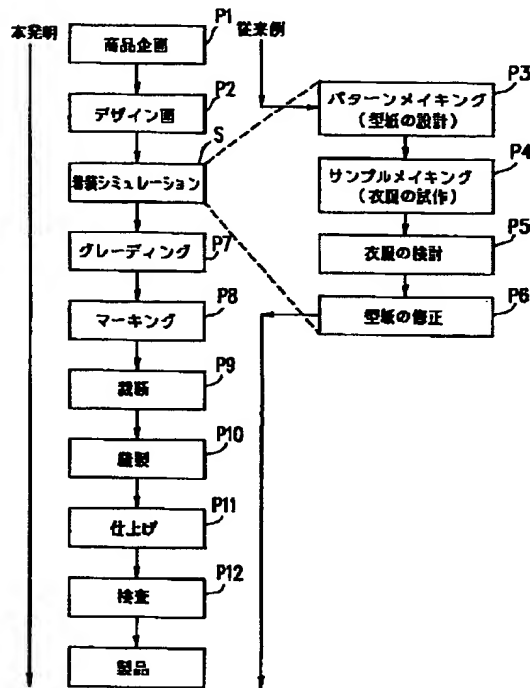 本発明
従来例
P1
商品企画
P2
デザイン画
S
着装シミュレーション
P7
グレーディング
P8
マーキング
P9
裁断
P10
縫製
P11
仕上げ
P12
検査
製品
P3
パターンメイキング
(型紙の設計)
P4
サンプルメイキング
(衣服の試作)
P5
衣服の検討
P6
型紙の修正